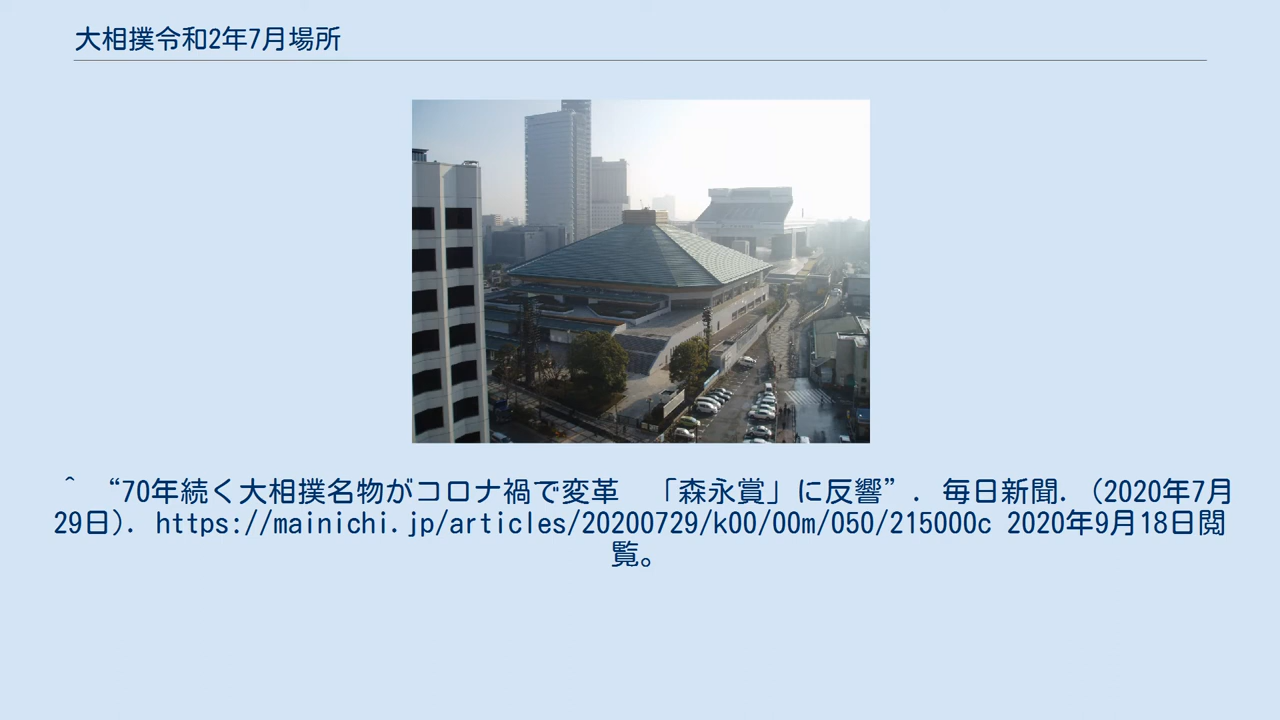 大相撲令和2年7月場所
^ “70年続く大相撲名物がコロナ禍で変革　「森永賞」に反響”. 毎日新聞. (2020年7月
29日). https://mainichi.jp/articles/20200729/k00/00m/050/215000c 2020年9月18日閲
覧。